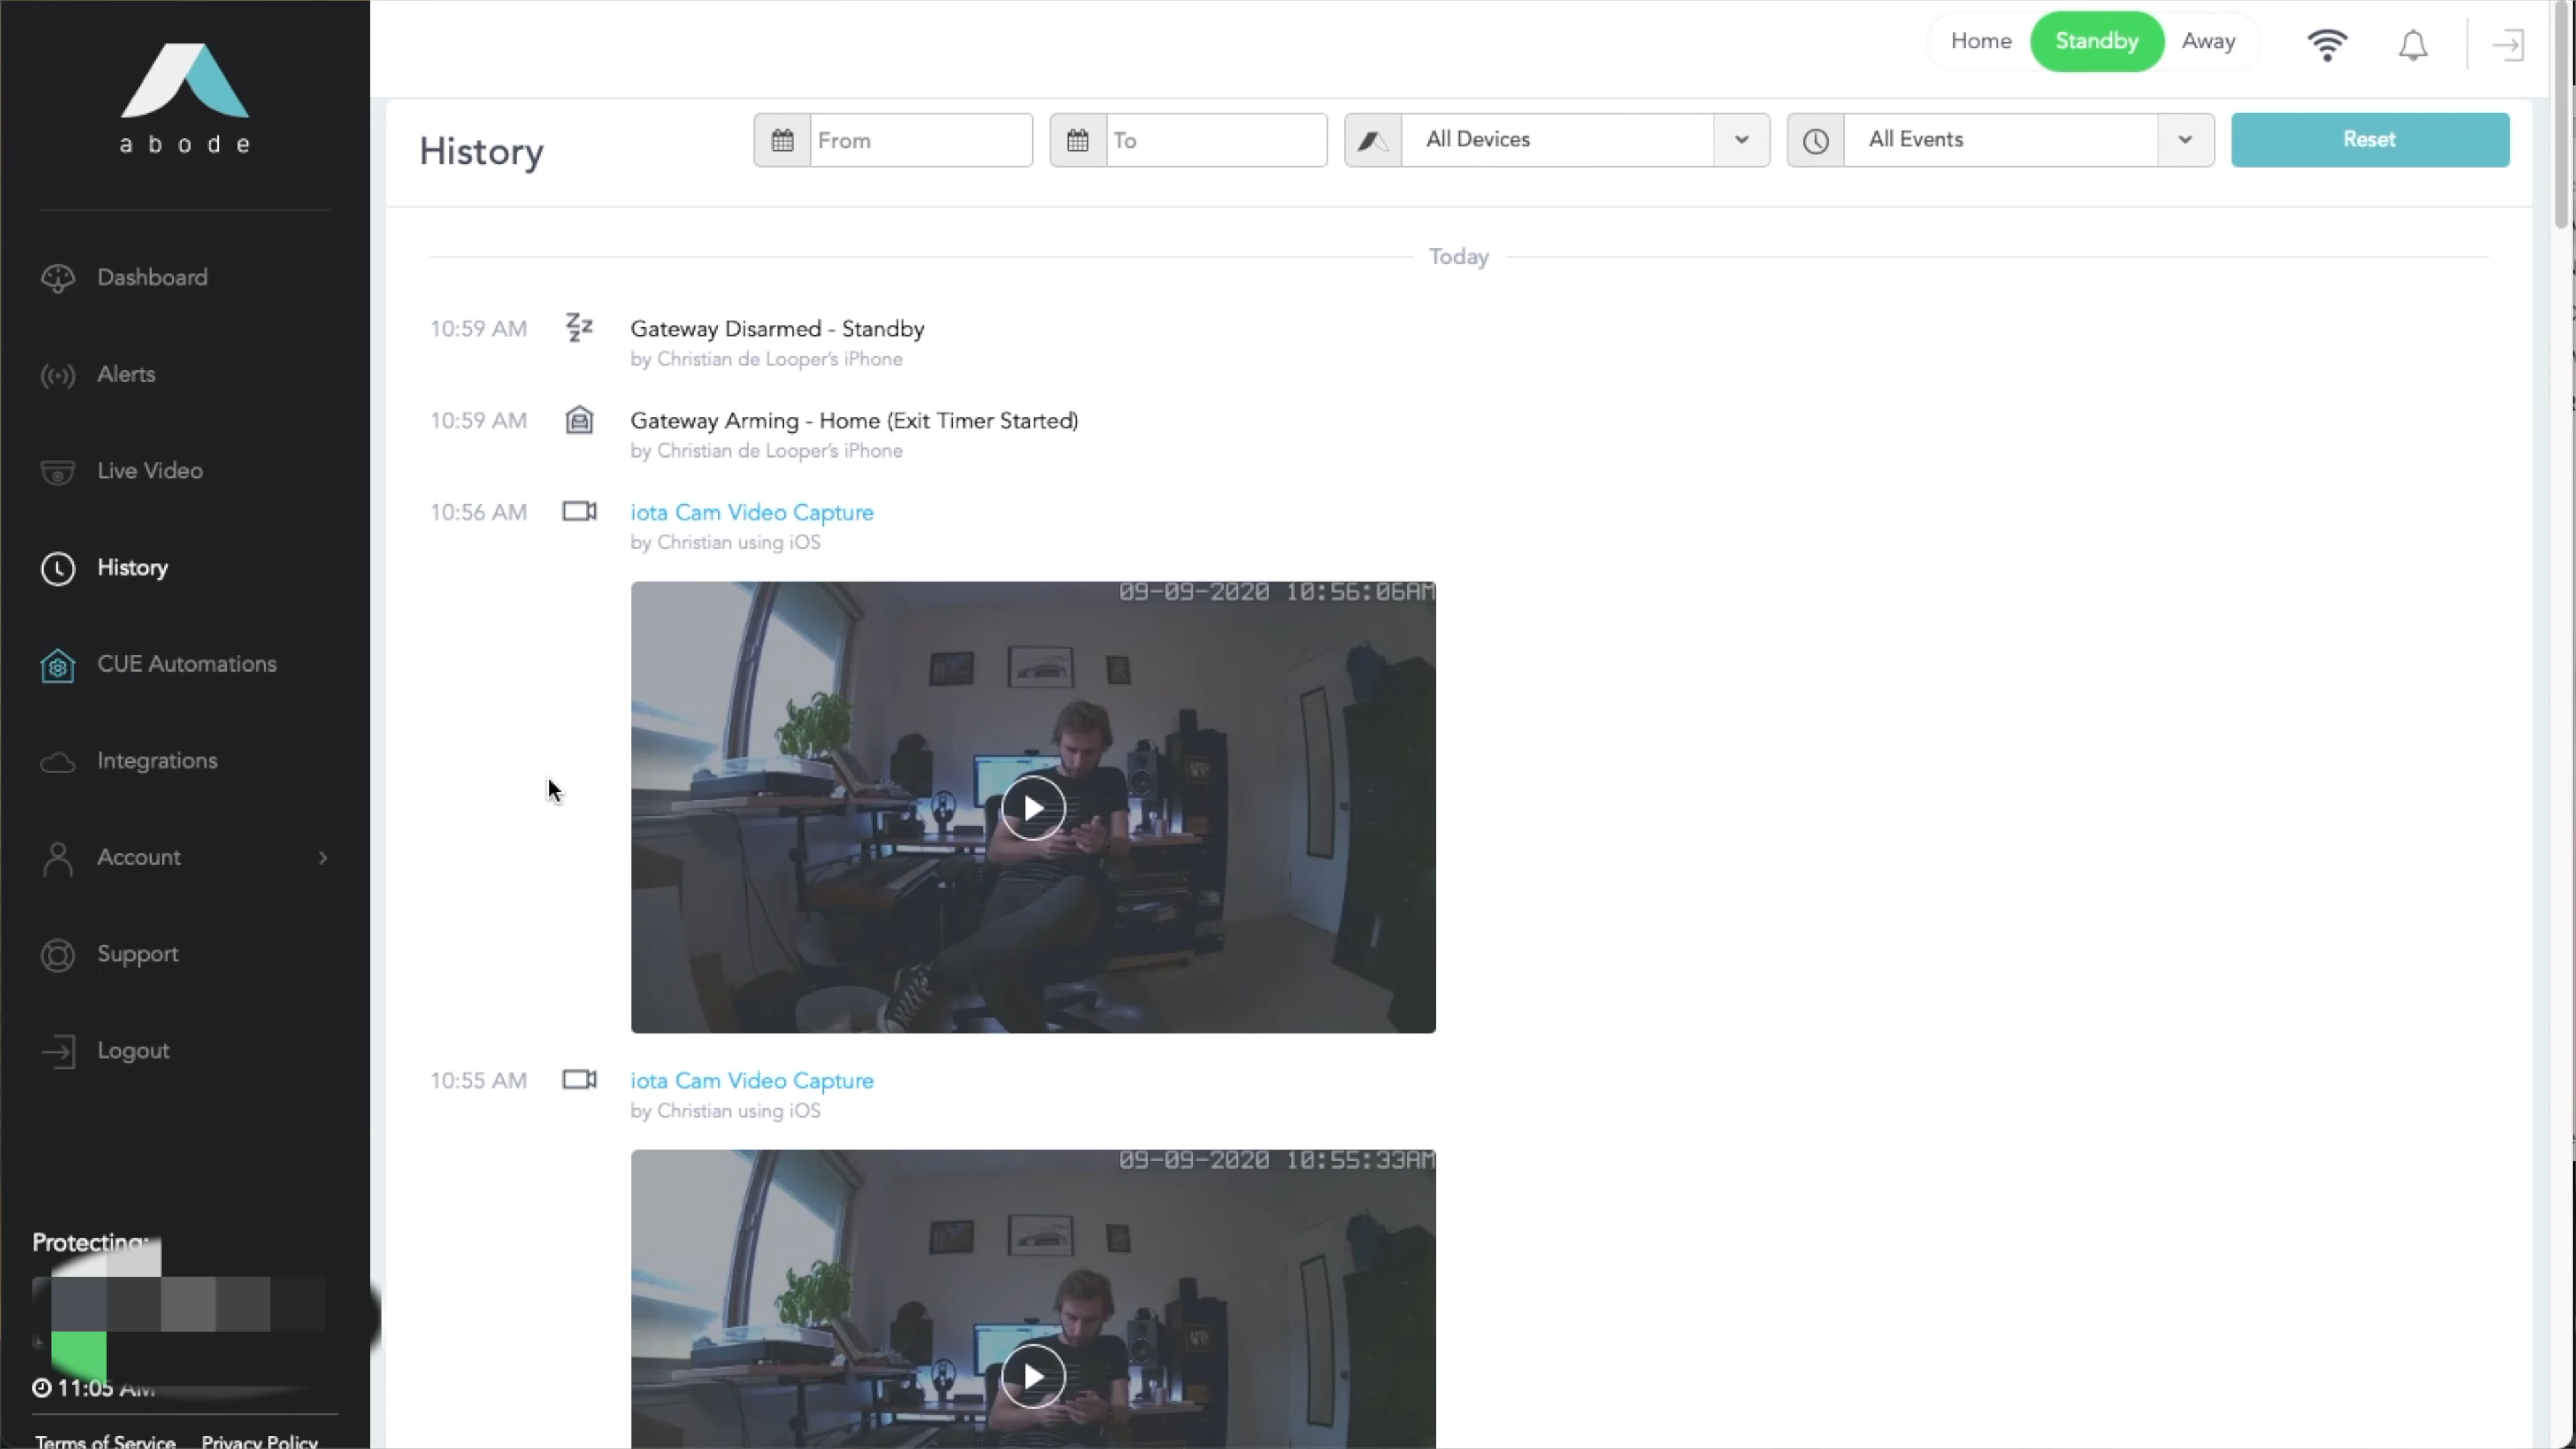 abode
Dashboard
Alerts
Live Video
History
CUE Automations
Integrations
Account
Support
Logout
Protecting:
11:05 AM
Terms of Service Privacy Policy
Home Standby Away
History From To All Devices All Events Reset
Today
10:59 AM Gateway Disarmed - Standby
by Christian de Looper's iPhone
10:59 AM Gateway Arming - Home (Exit Timer Started)
by Christian de Looper's iPhone
10:56 AM iota Cam Video Capture
by Christian using iOS
09-09-2020 10:56:06AM
10:55 AM iota Cam Video Capture
by Christian using iOS
09-09-2020 10:55:33AM